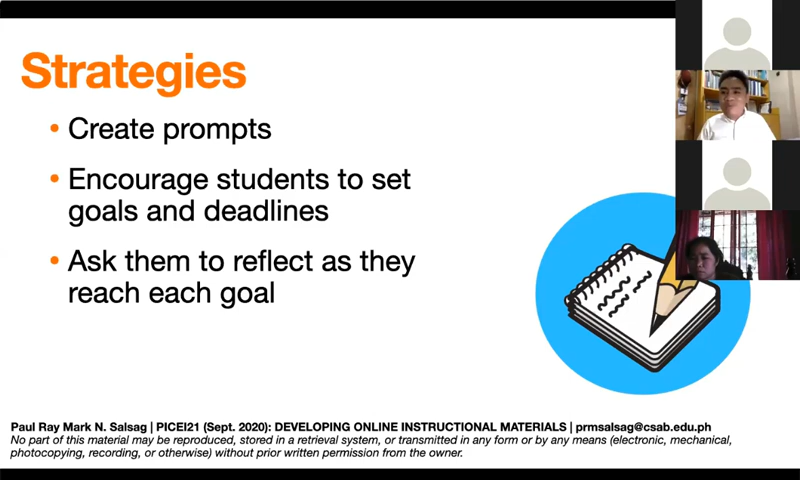 Strategies
• Create prompts
• Encourage students to set
goals and deadlines
• Ask them to reflect as they
reach each goal
Paul Ray Mark N. Salsag | PICEI21 (Sept. 2020): DEVELOPING ONLINE INSTRUCTIONAL MATERIALS | prmsalsag@csab.edu.ph
No part of this material may be reproduced, stored in a retrieval system, or transmitted in any form or by any means (electronic, mechanical,
photocopying, recording, or otherwise) without prior written permission from the owner.